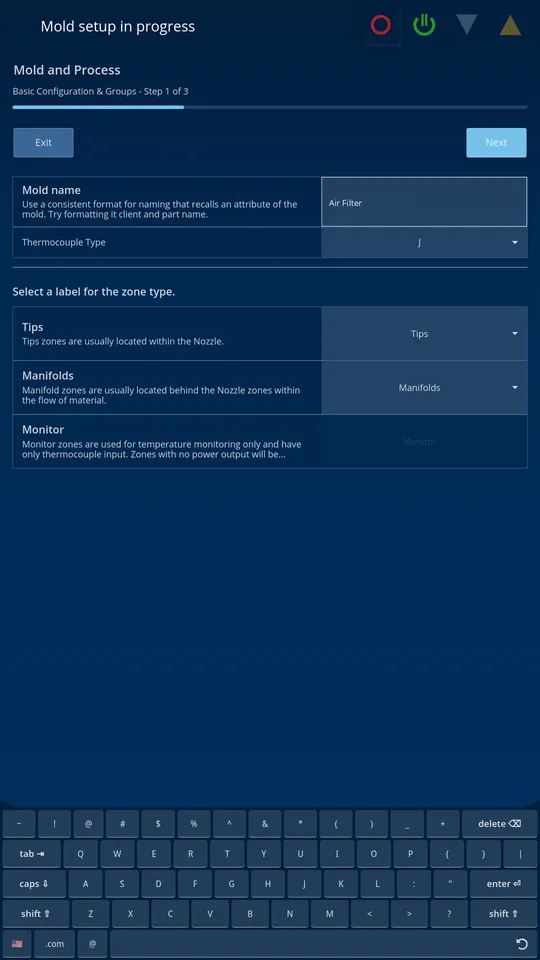 Mold setup in progress
Mold and Process
Basic Configuration & Groups - Step 1 of 3
Exit
Next
Mold name
Use a consistent format for naming that recalls an attribute of the
mold. Try formatting it client and part name.
Air Filter
Thermocouple Type
J
Select a label for the zone type.
Tips
Tips zones are usually located within the Nozzle.
Tips
Manifolds
Manifold zones are usually located behind the Nozzle zones within
the flow of material.
Manifolds
Monitor
Monitor zones are used for temperature monitoring only and have
only thermocouple input. Zones with no power output will be...
Monitor
~ ! @ # $ % ^ & * ( ) _ + delete
tab Q W E R T Y U I O P { } |
caps A S D F G H J K L : " enter
shift Z X C V B N M < > ? shift
.com @